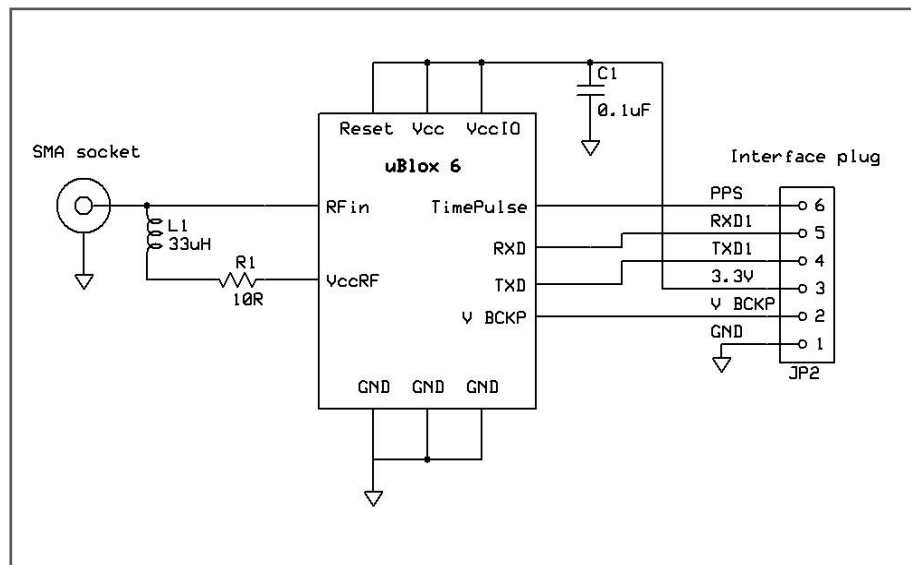 C1
0.1uF
Reset Vcc VccIO
uBlox 6
SMA socket
Interface plug
RFin
TimePulse
PPS
6
RXD1
5
L1
33uH
RXD
TXD1
4
R1
10R
VccRF
TXD
3.3V
3
V BCKP
V BCKP
2
GND
1
GND GND GND
JP2